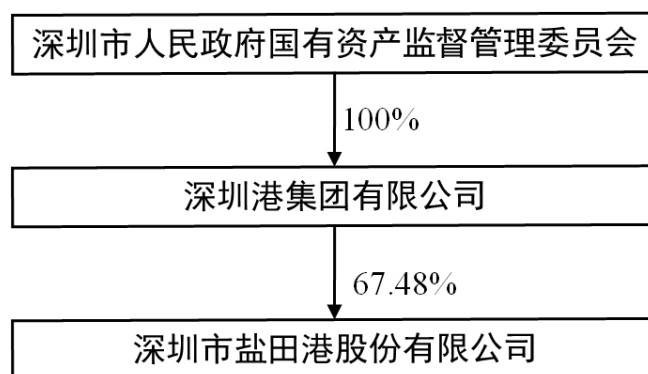 深圳市人民政府国有资产监督管理委员会
100%
深圳港集团有限公司
67.48%
深圳市盐田港股份有限公司